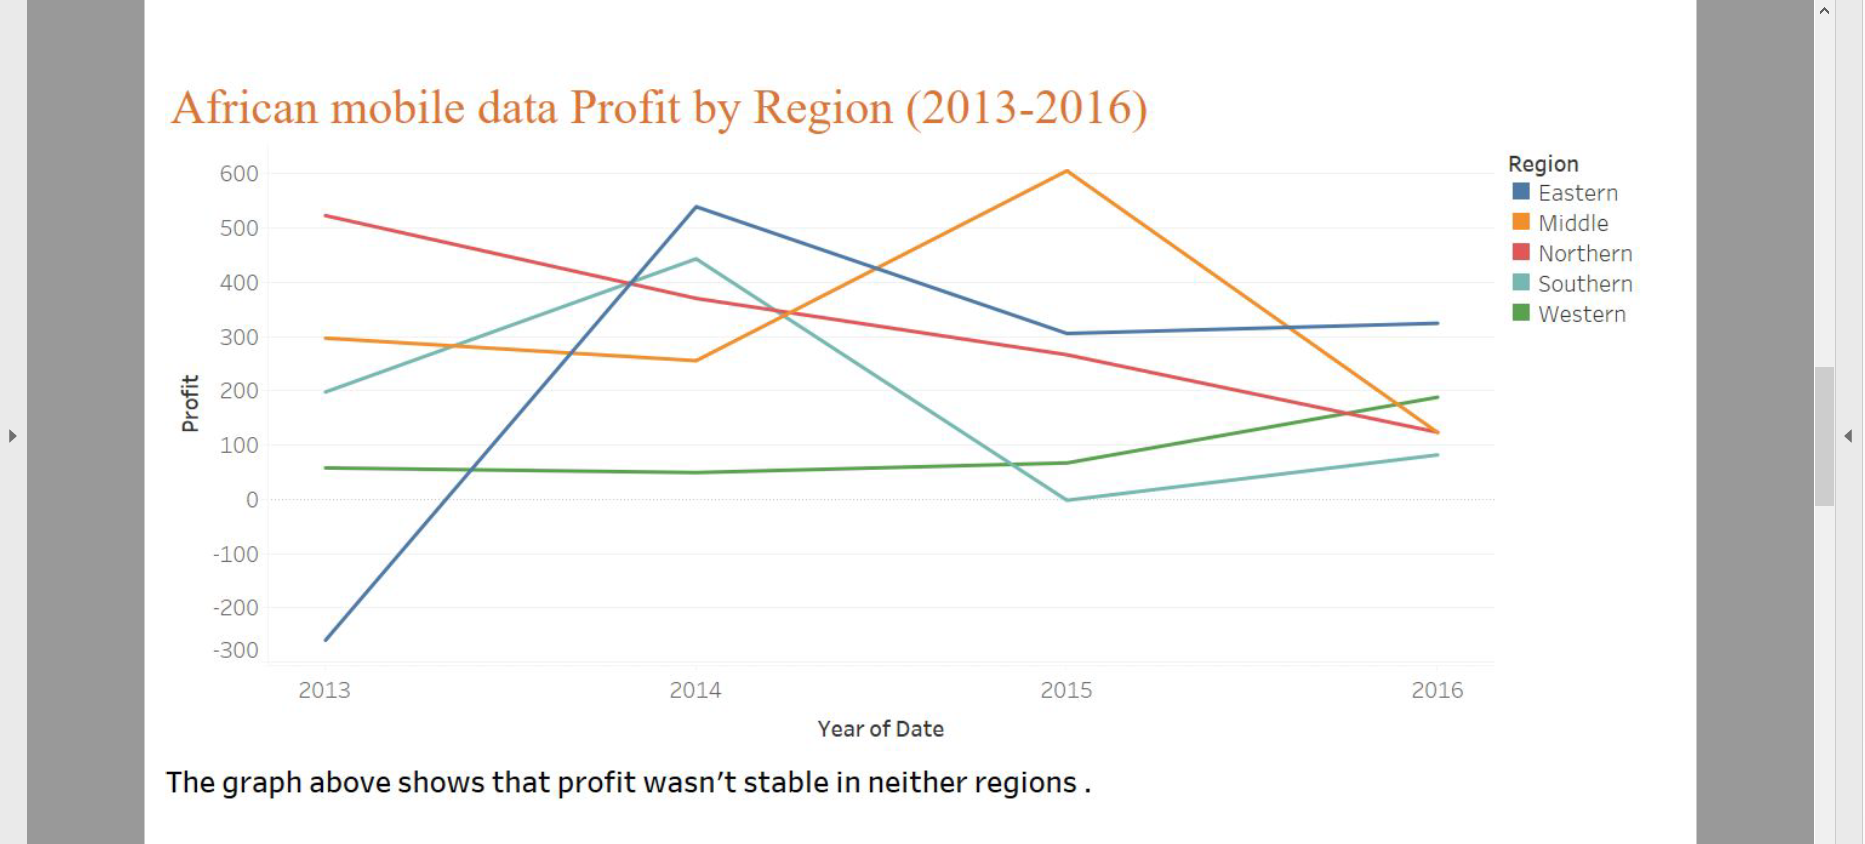 African mobile data Profit by Region (2013-2016)
600
500
400
300
200
100
0
-100
-200
-300
Profit
2013 2014 2015 2016
Year of Date
Region
Eastern
Middle
Northern
Southern
Western
The graph above shows that profit wasn’t stable in neither regions .